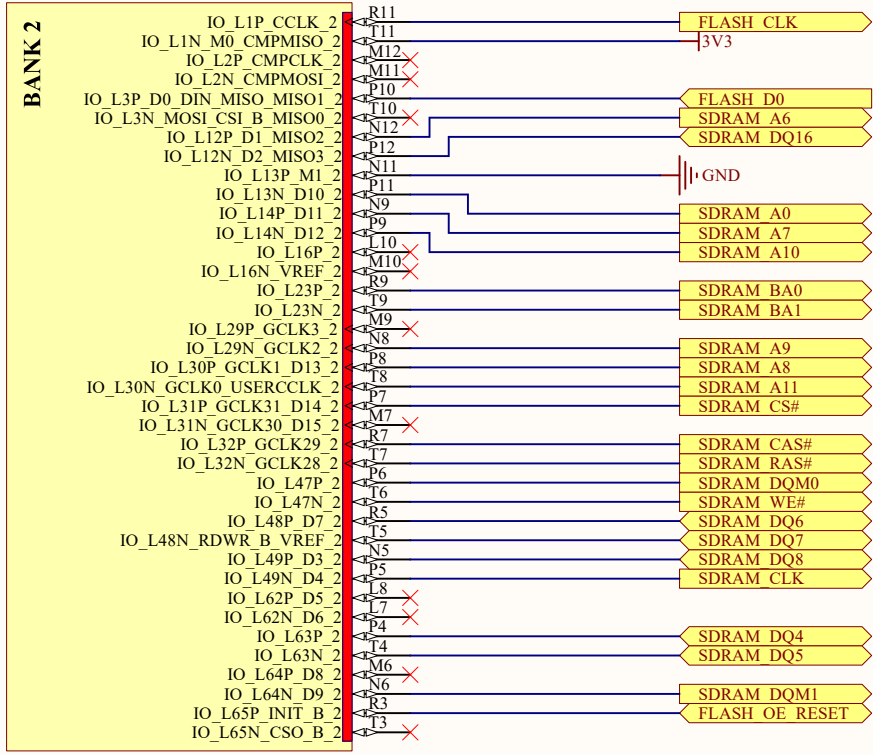 BANK 2
IO_L1P_CCLK_2 R11 FLASH_CLK
IO_L1N_M0_CMPMISO_2 T11 3V3
IO_L2P_CMPCLK_2 M12
IO_L2N_CMPMOSI_2 M11
IO_L3P_D0_DIN_MISO_MISO1_2 P10 FLASH_D0
IO_L3N_MOSI_CSI_B_MISO0_2 T10 SDRAM_A6
IO_L12P_D1_MISO2_2 N12 SDRAM_DQ16
IO_L12N_D2_MISO3_2 P12
IO_L13P_M1_2 N11 GND
IO_L13N_D10_2 P11
IO_L14P_D11_2 N9 SDRAM_A0
IO_L14N_D12_2 P9 SDRAM_A7
IO_L16P_2 L10 SDRAM_A10
IO_L16N_VREF_2 M10
IO_L23P_2 R9 SDRAM_BA0
IO_L23N_2 T9 SDRAM_BA1
IO_L29P_GCLK3_2 M9
IO_L29N_GCLK2_2 N8 SDRAM_A9
IO_L30P_GCLK1_D13_2 P8 SDRAM_A8
IO_L30N_GCLK0_USERCCLK_2 T8 SDRAM_A11
IO_L31P_GCLK31_D14_2 P7 SDRAM_CS#
IO_L31N_GCLK30_D15_2 M7
IO_L32P_GCLK29_2 R7 SDRAM_CAS#
IO_L32N_GCLK28_2 T7 SDRAM_RAS#
IO_L47P_2 P6 SDRAM_DQM0
IO_L47N_2 T6 SDRAM_WE#
IO_L48P_D7_2 R5 SDRAM_DQ6
IO_L48N_RDWR_B_VREF_2 T5 SDRAM_DQ7
IO_L49P_D3_2 N5 SDRAM_DQ8
IO_L49N_D4_2 P5 SDRAM_CLK
IO_L62P_D5_2 L8
IO_L62N_D6_2 L7
IO_L63P_2 P4 SDRAM_DQ4
IO_L63N_2 T4 SDRAM_DQ5
IO_L64P_D8_2 M6
IO_L64N_D9_2 N6 SDRAM_DQM1
IO_L65P_INIT_B_2 R3 FLASH_OE_RESET
IO_L65N_CSO_B_2 T3